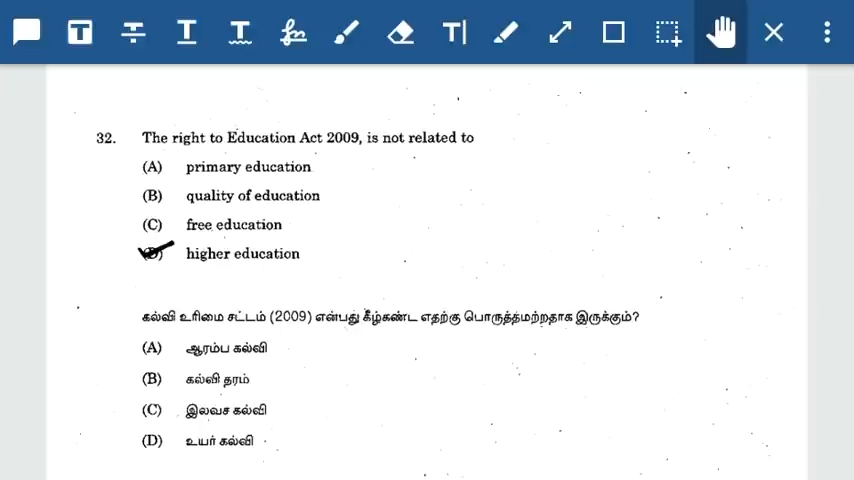 32. The right to Education Act 2009, is not related to
(A) primary education
(B) quality of education
(C) free education
(D) higher education
கல்வி உரிமை சட்டம் (2009) என்பது கீழ்கண்ட எதற்கு பொருத்தமற்றதாக இருக்கும்?
(A) ஆரம்ப கல்வி
(B) கல்வி தரம்
(C) இலவச கல்வி
(D) உயர் கல்வி